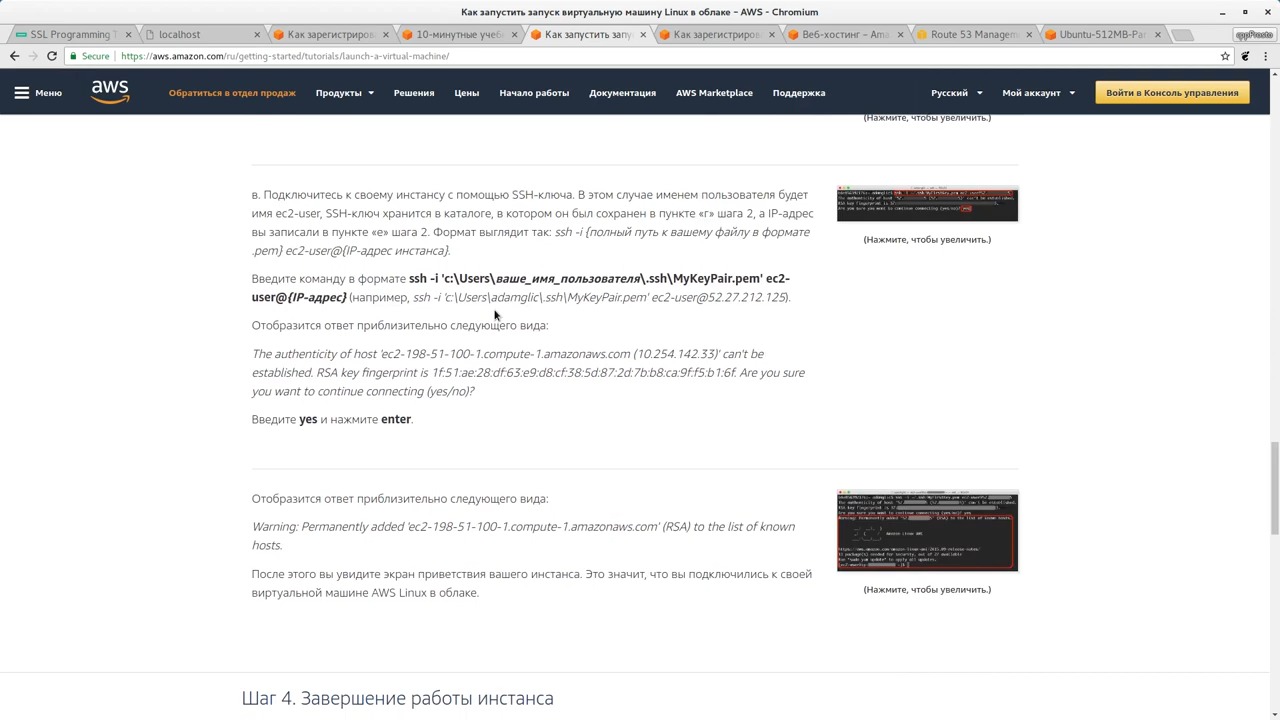 Как запустить запуск виртуальную машину Linux в облаке – AWS - Chromium
SSL Programming T
localhost
Как зарегистриров
10-минутные учеб
Как запустить запу
Как зарегистриров
Веб-хостинг – Ama
Route 53 Managem
Ubuntu-512MB-Par
cppProsto
Secure
https://aws.amazon.com/ru/getting-started/tutorials/launch-a-virtual-machine/
Меню
aws
Обратиться в отдел продаж
Продукты
Решения
Цены
Начало работы
Документация
AWS Marketplace
Поддержка
Русский
Мой аккаунт
Войти в Консоль управления
(Нажмите, чтобы увеличить.)
в. Подключитесь к своему инстансу с помощью SSH-ключа. В этом случае именем пользователя будет
имя ec2-user, SSH-ключ хранится в каталоге, в который он был сохранен в пункте «г» шага 2, а IP-адрес
вы записали в пункте «е» шага 2. Формат выглядит так: ssh -i {полный путь к вашему файлу в формате
.pem} ec2-user@{IP-адрес инстанса}.
(Нажмите, чтобы увеличить.)
Введите команду в формате ssh -i 'c:\Users\ваше_имя_пользователя\.ssh\MyKeyPair.pem' ec2-
user@{IP-адрес} (например, ssh -i 'c:\Users\adamglic\.ssh\MyKeyPair.pem' ec2-user@52.27.212.125).
Отобразится ответ приблизительно следующего вида:
The authenticity of host 'ec2-198-51-100-1.compute-1.amazonaws.com (10.254.142.33)' can't be
established. RSA key fingerprint is 1f:51:ae:28:df:63:e9:d8:cf:38:5d:87:2d:7b:b8:ca:9f:f5:b1:6f. Are you sure
you want to continue connecting (yes/no)?
Введите yes и нажмите enter.
Отобразится ответ приблизительно следующего вида:
Permanently added 'ec2-198-51-100-1.compute-1.amazonaws.com' (RSA) to the list of known
hosts.
После этого вы увидите экран приветствия вашего инстанса. Это значит, что вы подключились к своей
виртуальной машине AWS Linux в облаке.
(Нажмите, чтобы увеличить.)
Шаг 4. Завершение работы инстанса